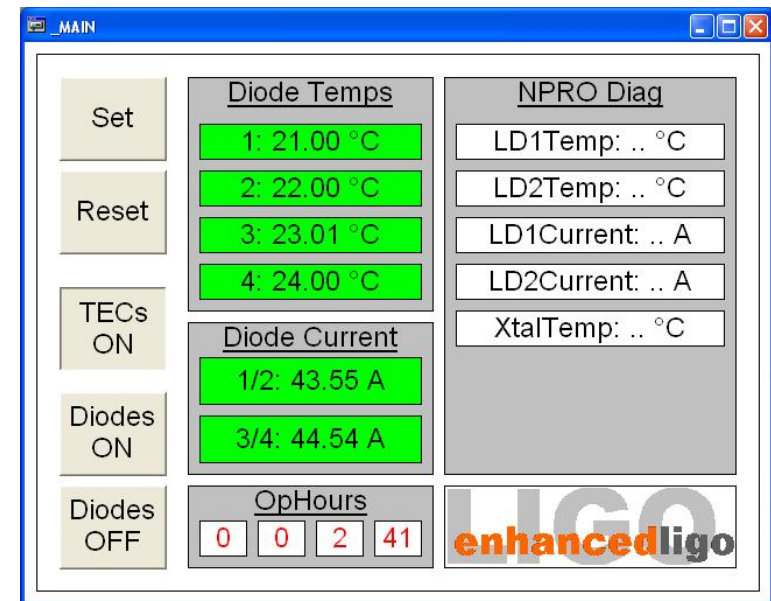 _MAIN
Set
Reset
TECs
ON
Diodes
ON
Diodes
OFF
Diode Temps
1: 21.00 °C
2: 22.00 °C
3: 23.01 °C
4: 24.00 °C
Diode Current
1/2: 43.55 A
3/4: 44.54 A
OpHours
0 0 2 41
NPRO Diag
LD1Temp: .. °C
LD2Temp: .. °C
LD1Current: .. A
LD2Current: .. A
XtalTemp: .. °C
LIGO
enhancedligo